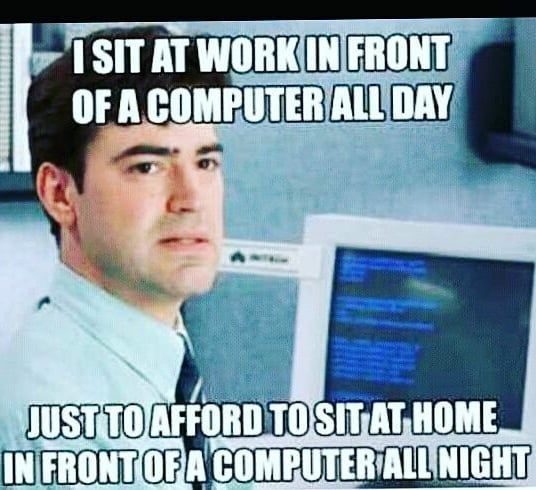 I SIT AT WORK IN FRONT
OF A COMPUTER ALL DAY
JUST TO AFFORD TO SIT AT HOME
IN FRONT OF A COMPUTER ALL NIGHT